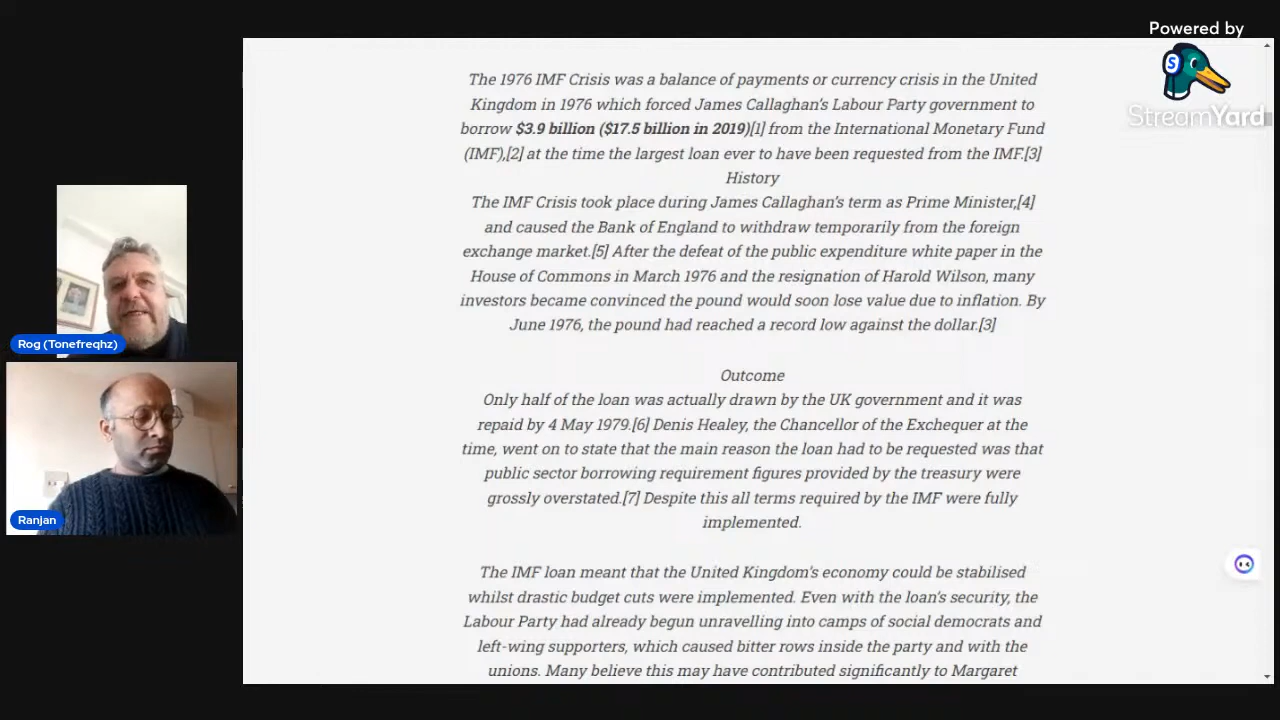 Powered by
S
StreamYard
The 1976 IMF Crisis was a balance of payments or currency crisis in the United
Kingdom in 1976 which forced James Callaghan's Labour Party government to
borrow $3.9 billion ($17.5 billion in 2019)[1] from the International Monetary Fund
(IMF),[2] at the time the largest loan ever to have been requested from the IMF.[3]
History
The IMF Crisis took place during James Callaghan's term as Prime Minister,[4]
and caused the Bank of England to withdraw temporarily from the foreign
exchange market.[5] After the defeat of the public expenditure white paper in the
House of Commons in March 1976 and the resignation of Harold Wilson, many
investors became convinced the pound would soon lose value due to inflation. By
June 1976, the pound had reached a record low against the dollar.[3]
Outcome
Only half of the loan was actually drawn by the UK government and it was
repaid by 4 May 1979.[6] Denis Healey, the Chancellor of the Exchequer at the
time, went on to state that the main reason the loan had to be requested was that
public sector borrowing requirement figures provided by the treasury were
grossly overstated.[7] Despite this all terms required by the IMF were fully
implemented.
The IMF loan meant that the United Kingdom's economy could be stabilised
whilst drastic budget cuts were implemented. Even with the loan's security, the
Labour Party had already begun unravelling into camps of social democrats and
left-wing supporters, which caused bitter rows inside the party and with the
unions. Many believe this may have contributed significantly to Margaret
Rog (Tonefreqhz)
Ranjan